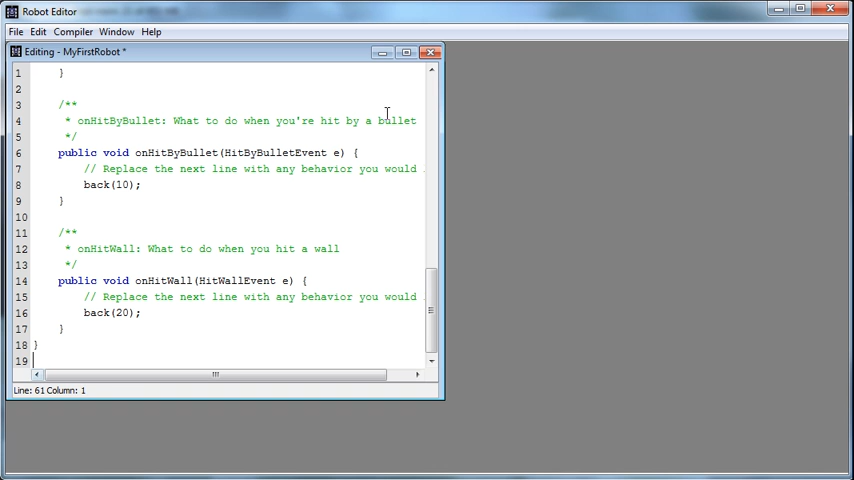 Robot Editor
File Edit Compiler Window Help
Editing - MyFirstRobot *
1 }
2
3 /**
4 * onHitByBullet: What to do when you're hit by a bullet
5 */
6 public void onHitByBullet(HitByBulletEvent e) {
7 // Replace the next line with any behavior you would
8 back(10);
9 }
10
11 /**
12 * onHitWall: What to do when you hit a wall
13 */
14 public void onHitWall(HitWallEvent e) {
15 // Replace the next line with any behavior you would
16 back(20);
17 }
18 }
19
Line: 61 Column: 1